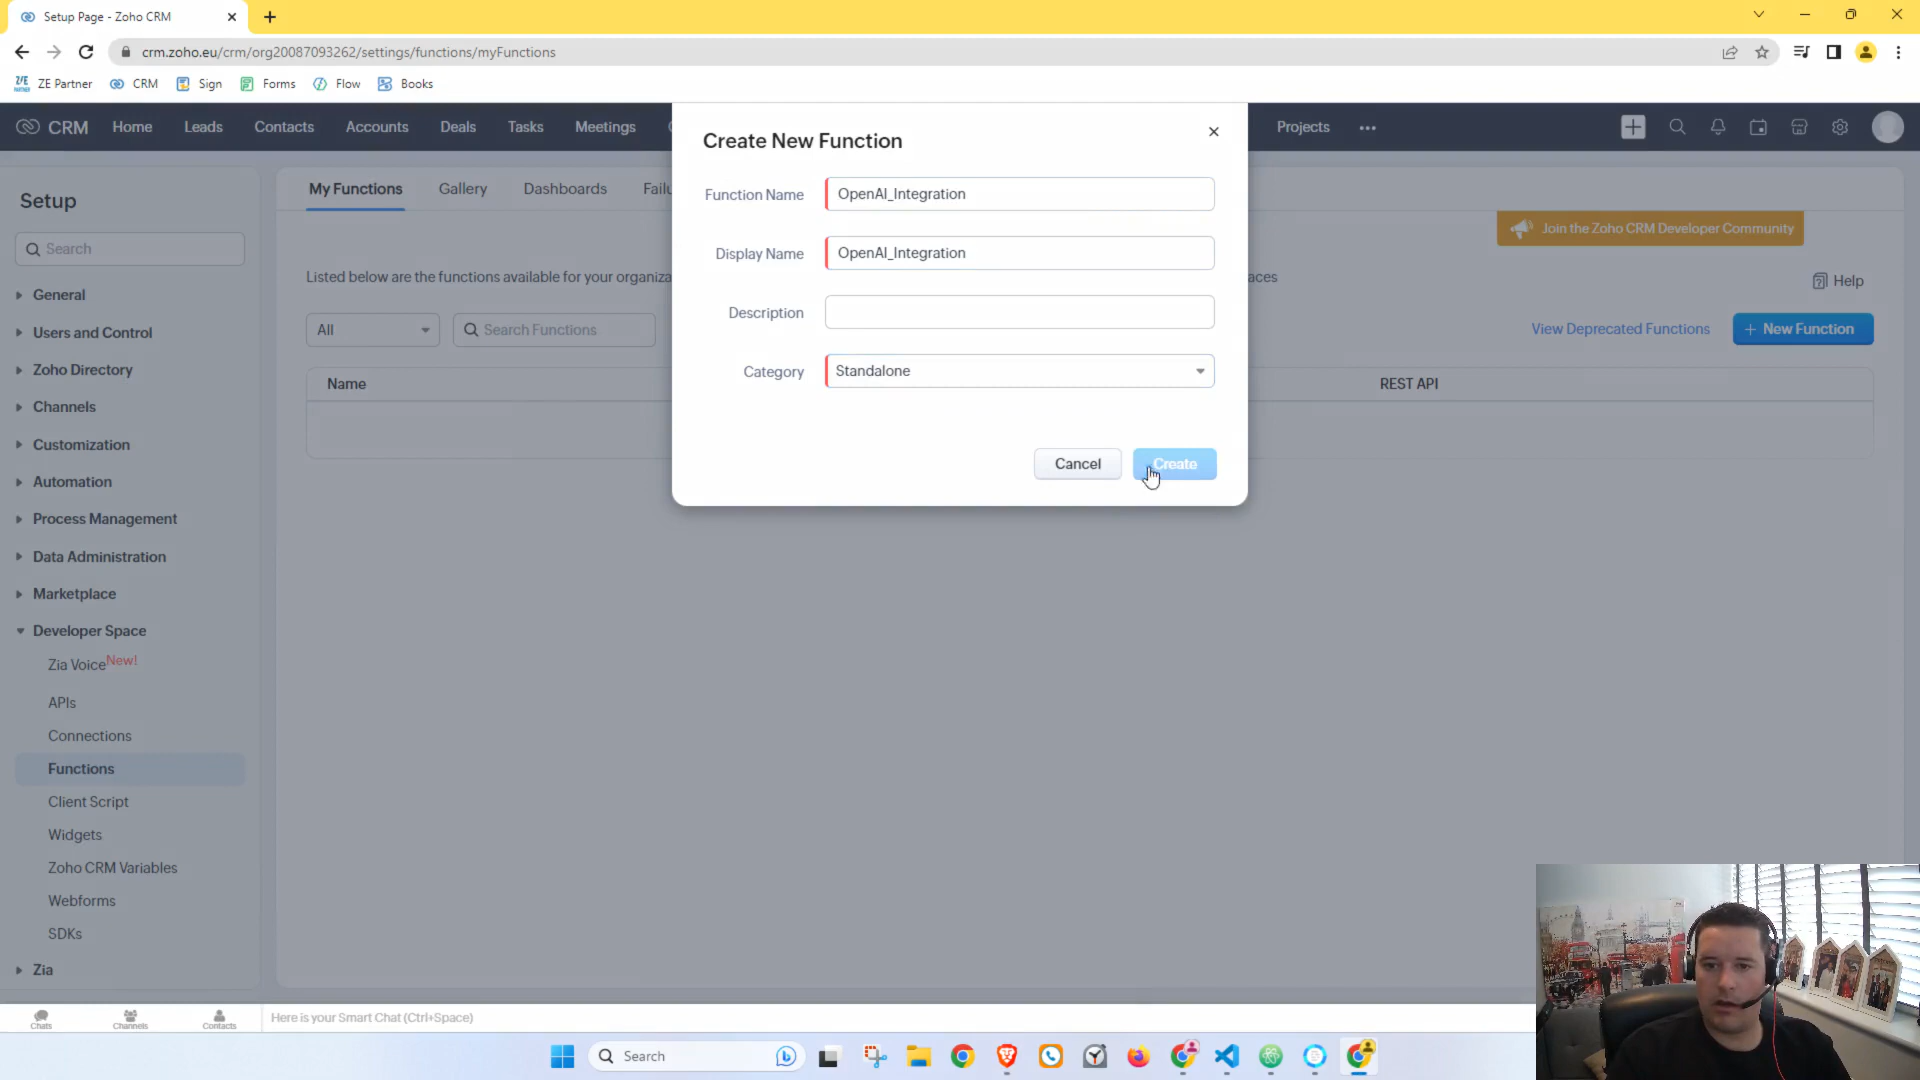 Setup Page - Zoho CRM
crm.zoho.eu/crm/org20087093262/settings/functions/myFunctions
ZE Partner
CRM
Sign
Forms
Flow
Books
CRM
Home
Leads
Contacts
Accounts
Deals
Tasks
Meetings
Projects
Create New Function
Function Name
OpenAI_Integration
Display Name
OpenAI_Integration
Description
Category
Standalone
Cancel
Create
Setup
Search
General
Users and Control
Zoho Directory
Channels
Customization
Automation
Process Management
Data Administration
Marketplace
Developer Space
Zia Voice New!
APIs
Connections
Functions
Client Script
Widgets
Zoho CRM Variables
Webforms
SDKs
Zia
My Functions
Gallery
Dashboards
Failu
Join the Zoho CRM Developer Community
Listed below are the functions available for your organiza
aces
Help
All
Search Functions
View Deprecated Functions
+ New Function
Name
REST API
Chats
Channels
Contacts
Here is your Smart Chat (Ctrl+Space)
Search